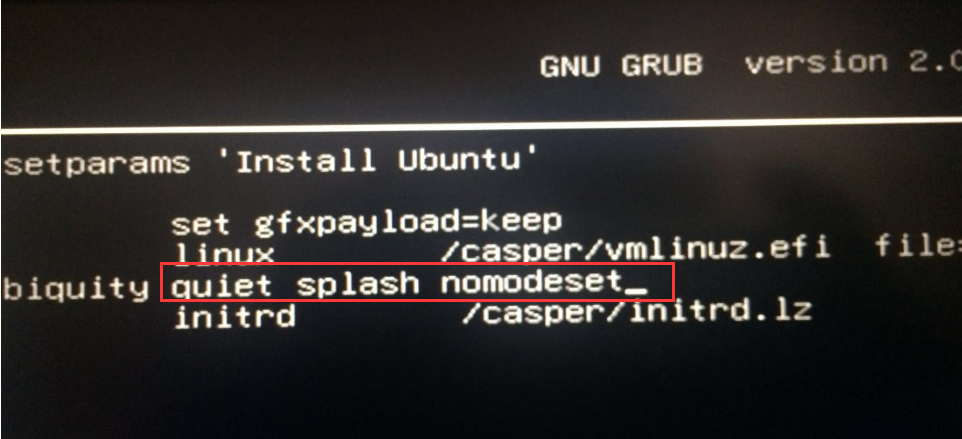 GNU GRUB version 2.0
setparams 'Install Ubuntu'
set gfxpayload=keep
linux /casper/vmlinuz.efi file=
biquity quiet splash nomodeset_
initrd /casper/initrd.lz